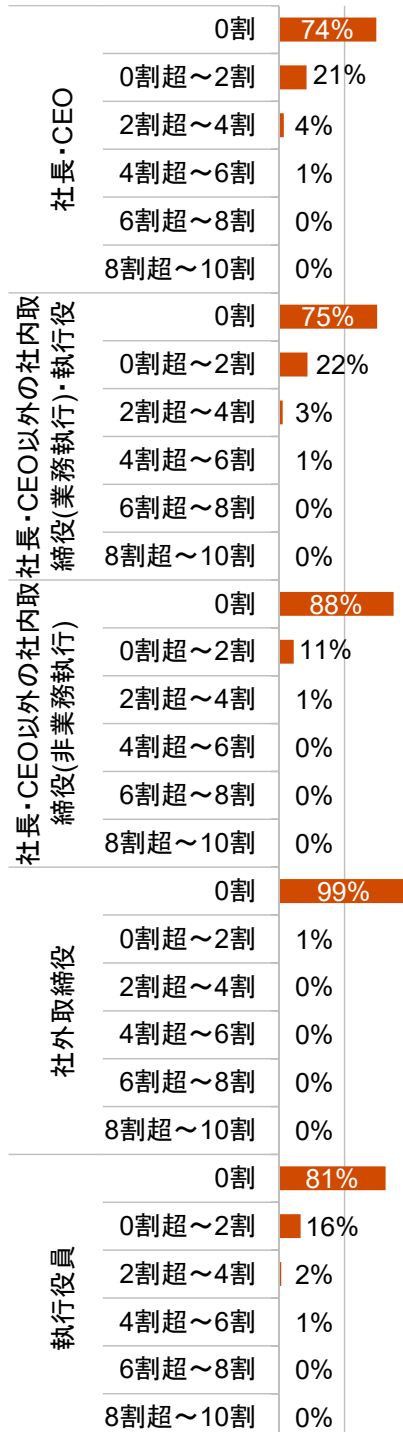 社長・CEO
0割 74%
0割超～2割 21%
2割超～4割 4%
4割超～6割 1%
6割超～8割 0%
8割超～10割 0%
社長・CEO以外の社内取
締役(業務執行)・執行役
0割 75%
0割超～2割 22%
2割超～4割 3%
4割超～6割 1%
6割超～8割 0%
8割超～10割 0%
社長・CEO以外の社内取
締役(非業務執行)
0割 88%
0割超～2割 11%
2割超～4割 1%
4割超～6割 0%
6割超～8割 0%
8割超～10割 0%
社外取締役
0割 99%
0割超～2割 1%
2割超～4割 0%
4割超～6割 0%
6割超～8割 0%
8割超～10割 0%
執行役員
0割 81%
0割超～2割 16%
2割超～4割 2%
4割超～6割 1%
6割超～8割 0%
8割超～10割 0%